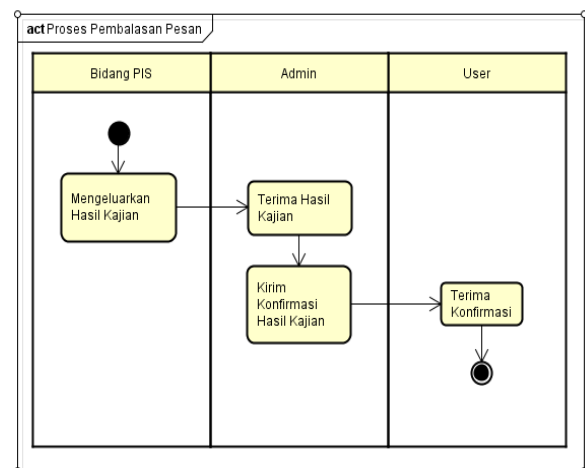 act Proses Pembalasan Pesan
Bidang PIS
Admin
User
Mengeluarkan
Hasil Kajian
Terima Hasil
Kajian
Kirim
Konfirmasi
Hasil Kajian
Terima
Konfirmasi